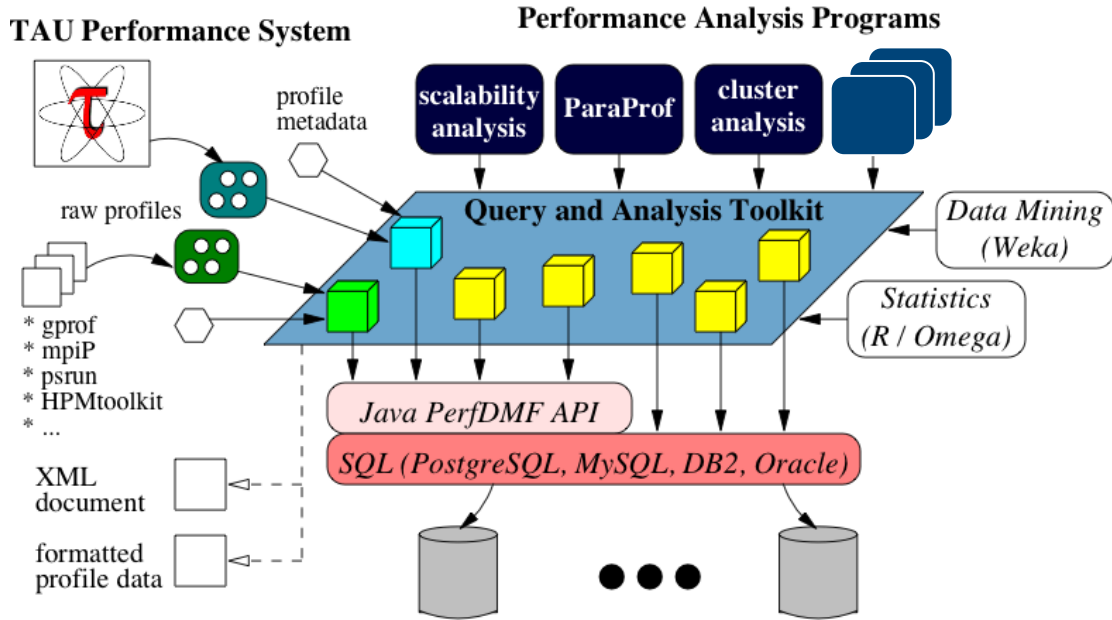 TAU Performance System
Performance Analysis Programs
profile
metadata
scalability
analysis
ParaProf
cluster
analysis
raw profiles
Query and Analysis Toolkit
Data Mining
(Weka)
Statistics
(R / Omega)
* gprof
* mpiP
* psrun
* HPMtoolkit
* ...
Java PerfDMF API
SQL (PostgreSQL, MySQL, DB2, Oracle)
XML
document
formatted
profile data
τ